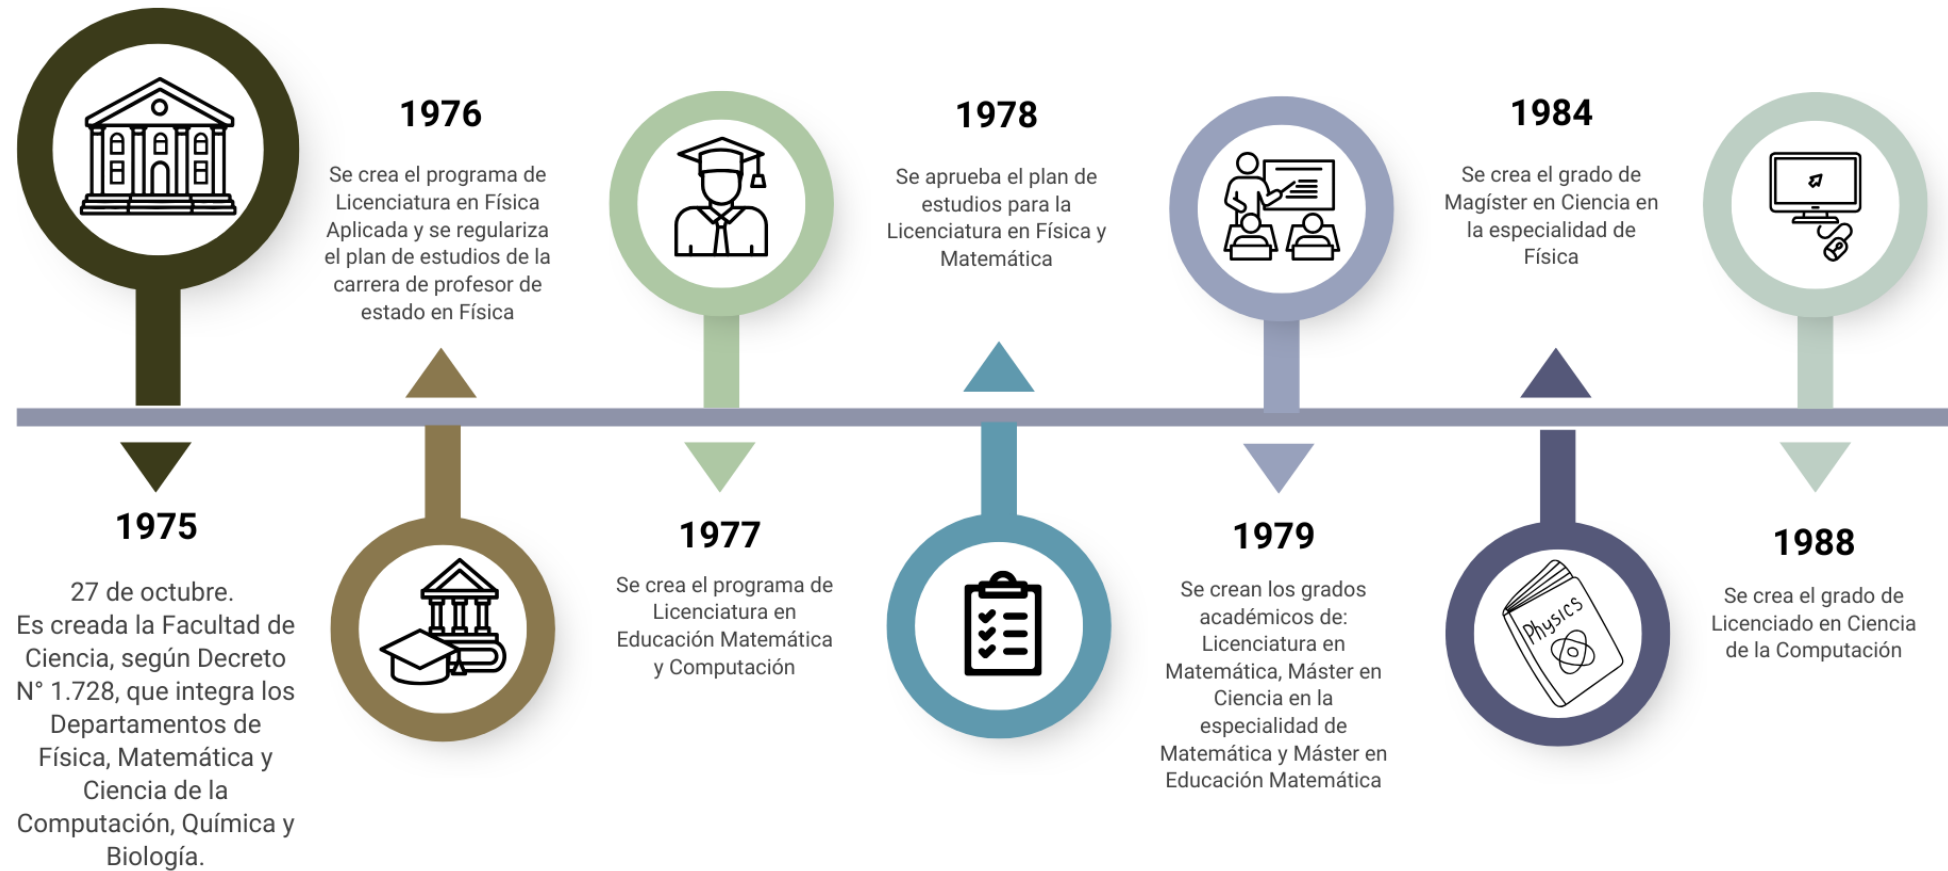 1975
27 de octubre.
Es creada la Facultad de
Ciencia, según Decreto
N° 1.728, que integra los
Departamentos de
Física, Matemática y
Ciencia de la
Computación, Química y
Biología.
1976
Se crea el programa de
Licenciatura en Física
Aplicada y se regulariza
el plan de estudios de la
carrera de profesor de
estado en Física
1977
Se crea el programa de
Licenciatura en
Educación Matemática
y Computación
1978
Se aprueba el plan de
estudios para la
Licenciatura en Física y
Matemática
1979
Se crean los grados
académicos de:
Licenciatura en
Matemática, Máster en
Ciencia en la
especialidad de
Matemática y Máster en
Educación Matemática
1984
Se crea el grado de
Magíster en Ciencia en
la especialidad de
Física
Physics
1988
Se crea el grado de
Licenciado en Ciencia
de la Computación